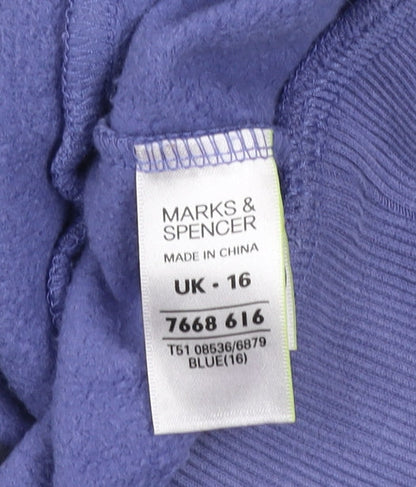 MARKS &
SPENCER
MADE IN CHINA
UK - 16
7668 616
T51 08536/6879
BLUE(16)